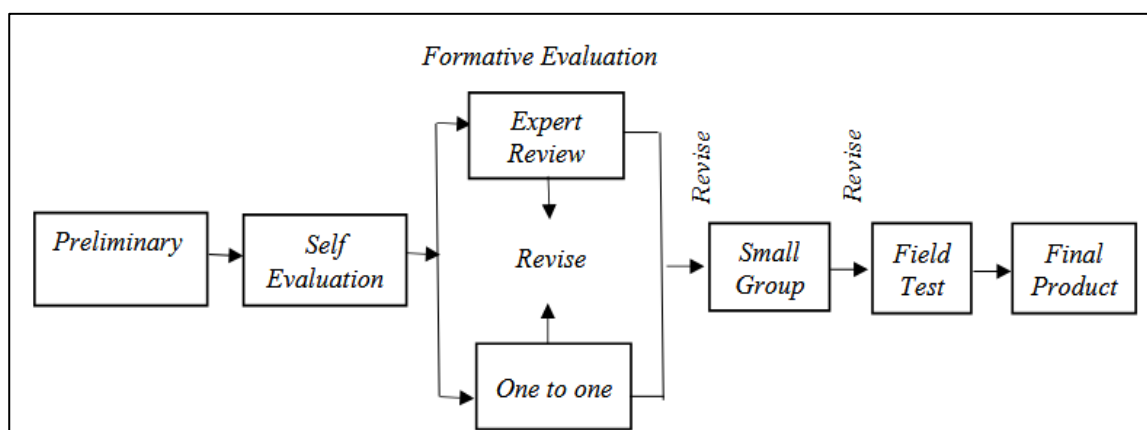 Formative Evaluation
Preliminary
Self
Evaluation
Expert
Review
Revise
One to one
Revise
Small
Group
Revise
Field
Test
Final
Product